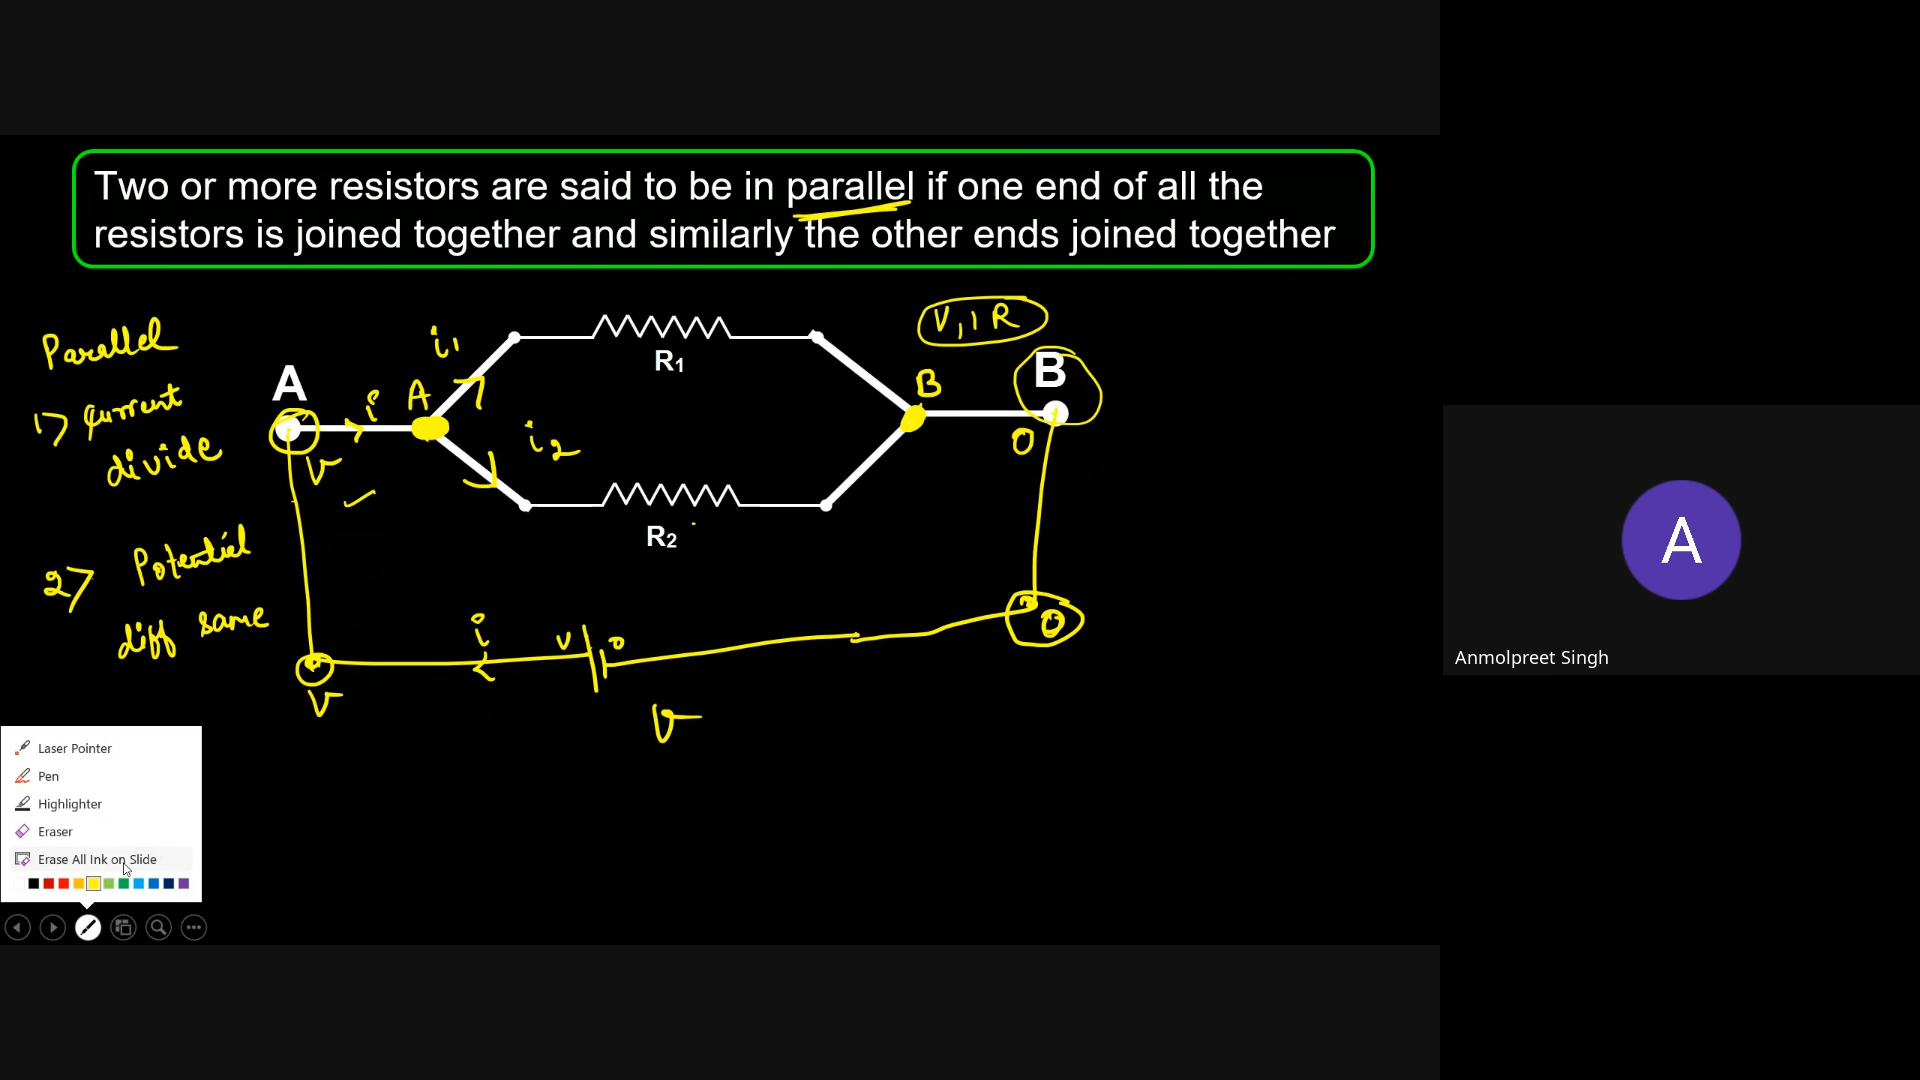 Two or more resistors are said to be in parallel if one end of all the
resistors is joined together and similarly the other ends joined together
Parallel
1) Current
divide
2) Potential
diff same
A
V
i
A
i1
i2
R1
R2
V, I R
B
B
0
i
V
0
V
V
0
Laser Pointer
Pen
Highlighter
Eraser
Erase All Ink on Slide
A
Anmolpreet Singh